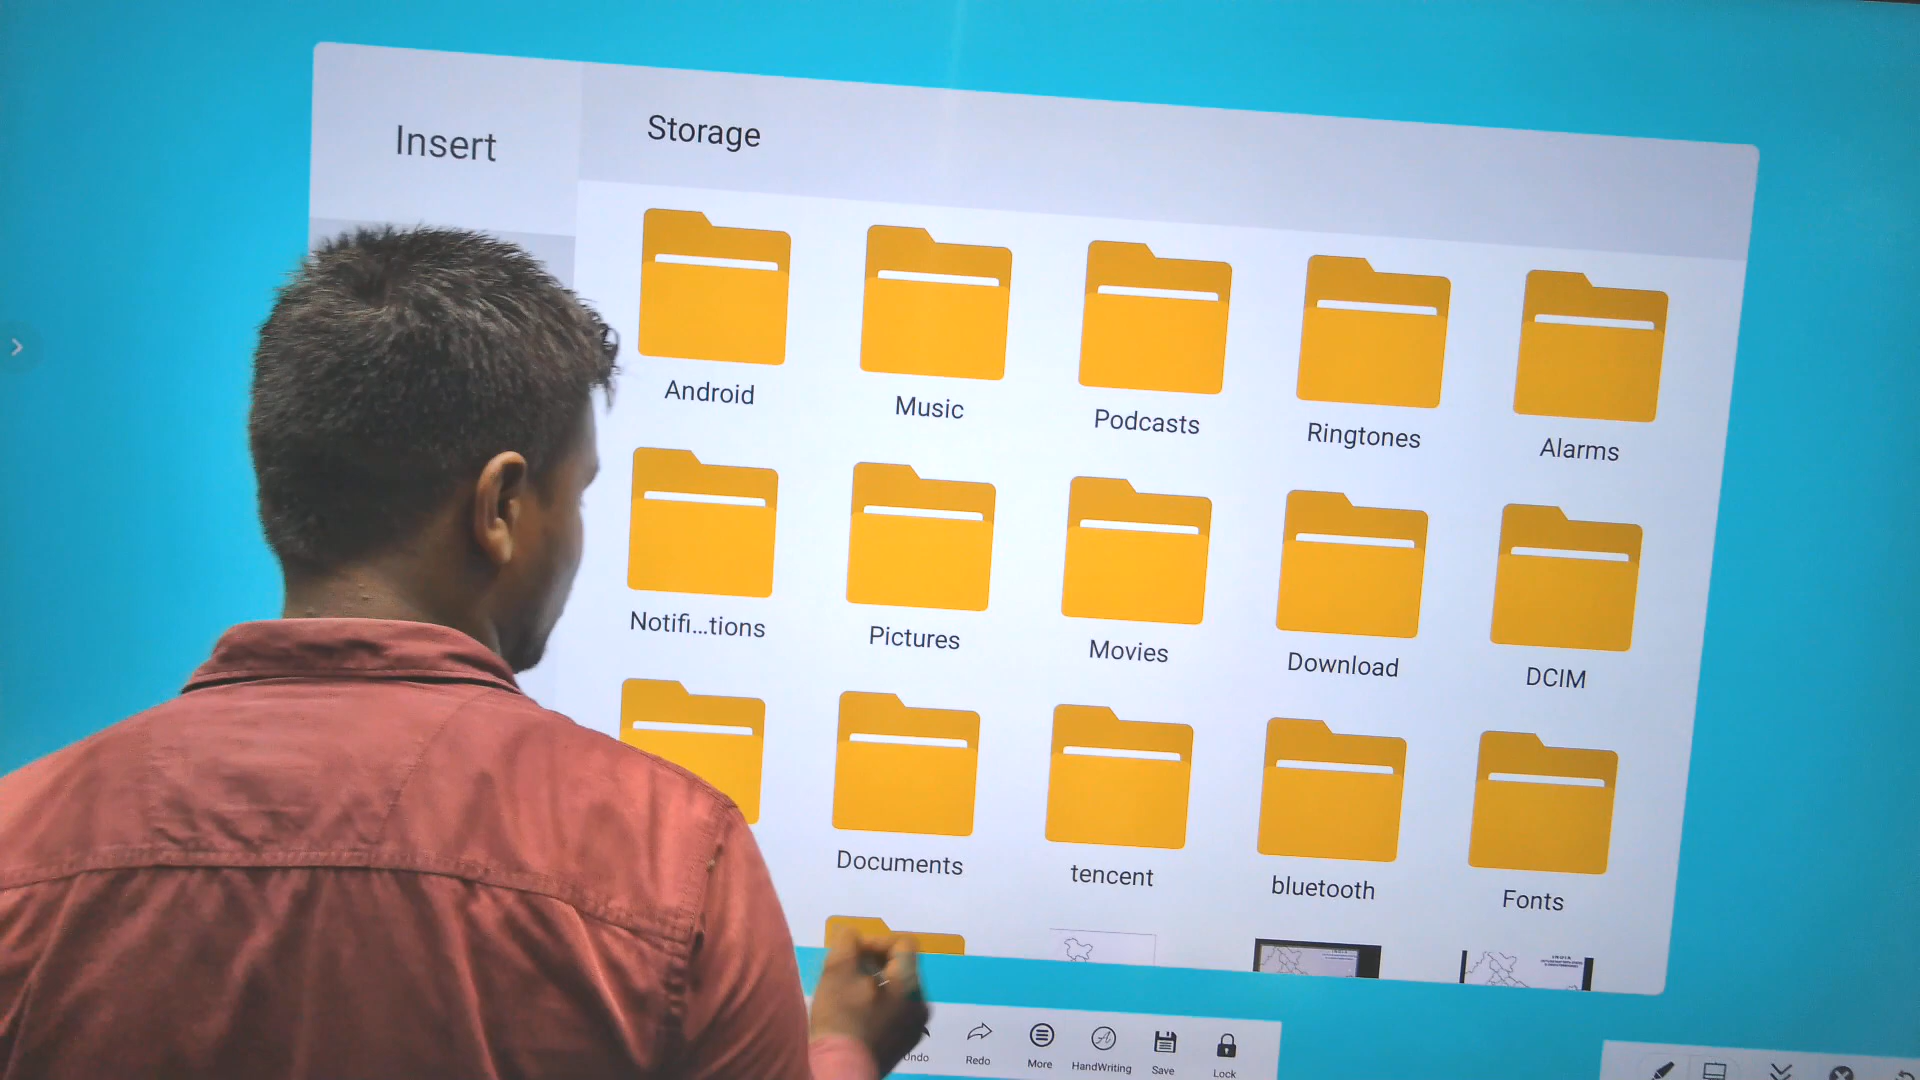 Insert
Storage
Android
Music
Podcasts
Ringtones
Alarms
Notifi...tions
Pictures
Movies
Download
DCIM
Documents
tencent
bluetooth
Fonts
Undo
Redo
More
HandWriting
Save
Lock